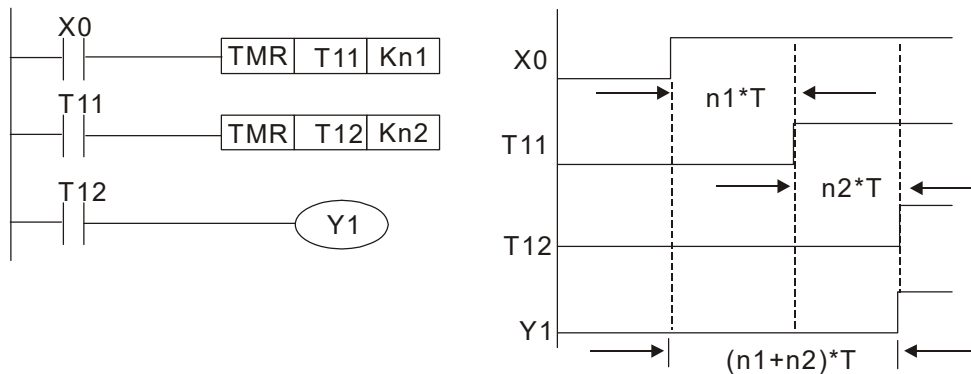 X0
TMR T11 Kn1
T11
TMR T12 Kn2
T12
Y1
X0
n1*T
T11
n2*T
T12
Y1
(n1+n2)*T